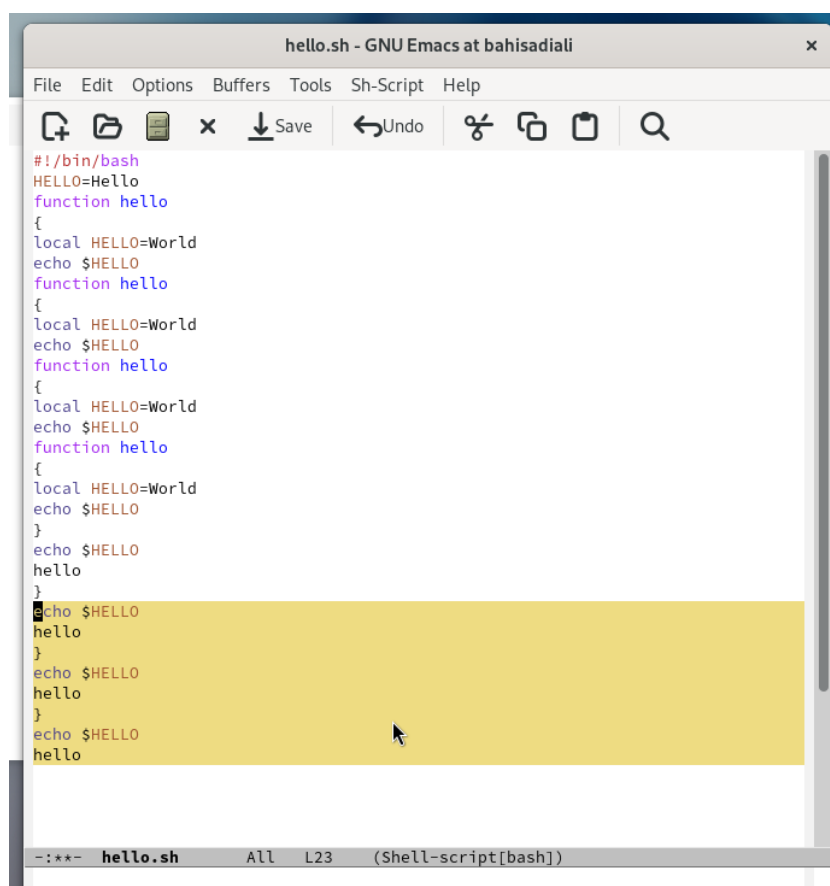 hello.sh - GNU Emacs at bahisadiali ×
File Edit Options Buffers Tools Sh-Script Help
Save Undo
#!/bin/bash
HELLO=Hello
function hello
{
local HELLO=World
echo $HELLO
function hello
{
local HELLO=World
echo $HELLO
function hello
{
local HELLO=World
echo $HELLO
function hello
{
local HELLO=World
echo $HELLO
}
echo $HELLO
hello
}
echo $HELLO
hello
}
echo $HELLO
hello
}
echo $HELLO
hello
-:**- hello.sh All L23 (Shell-script[bash])